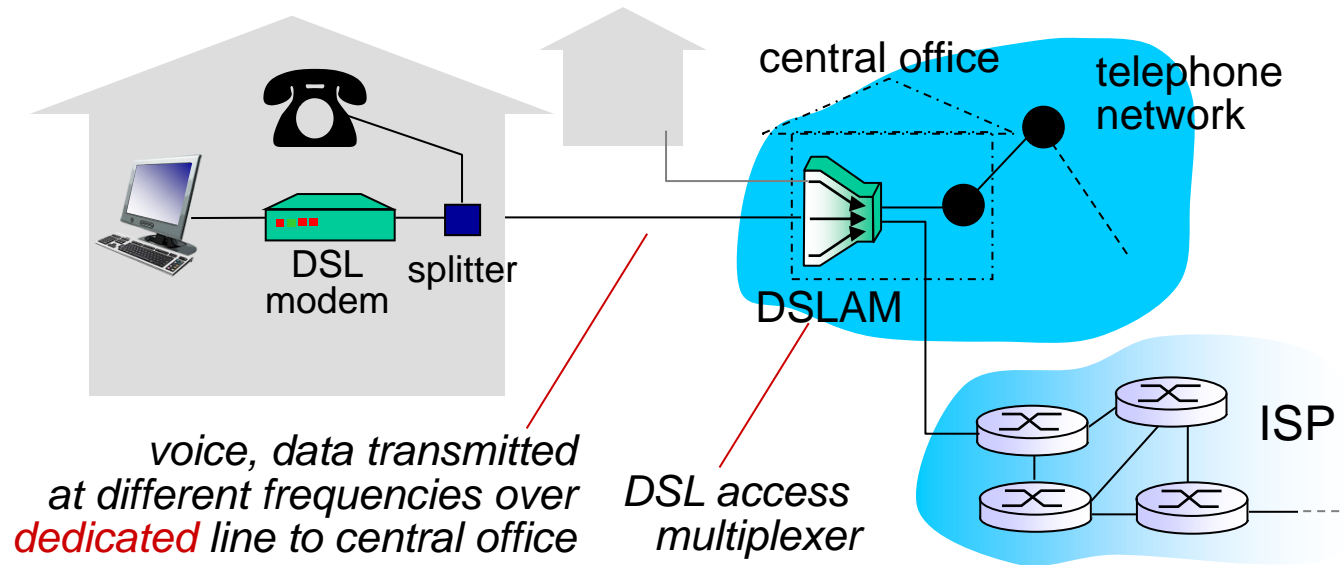 central office
telephone
network
DSL
modem
splitter
DSLAM
ISP
voice, data transmitted
at different frequencies over
dedicated line to central office
DSL access
multiplexer